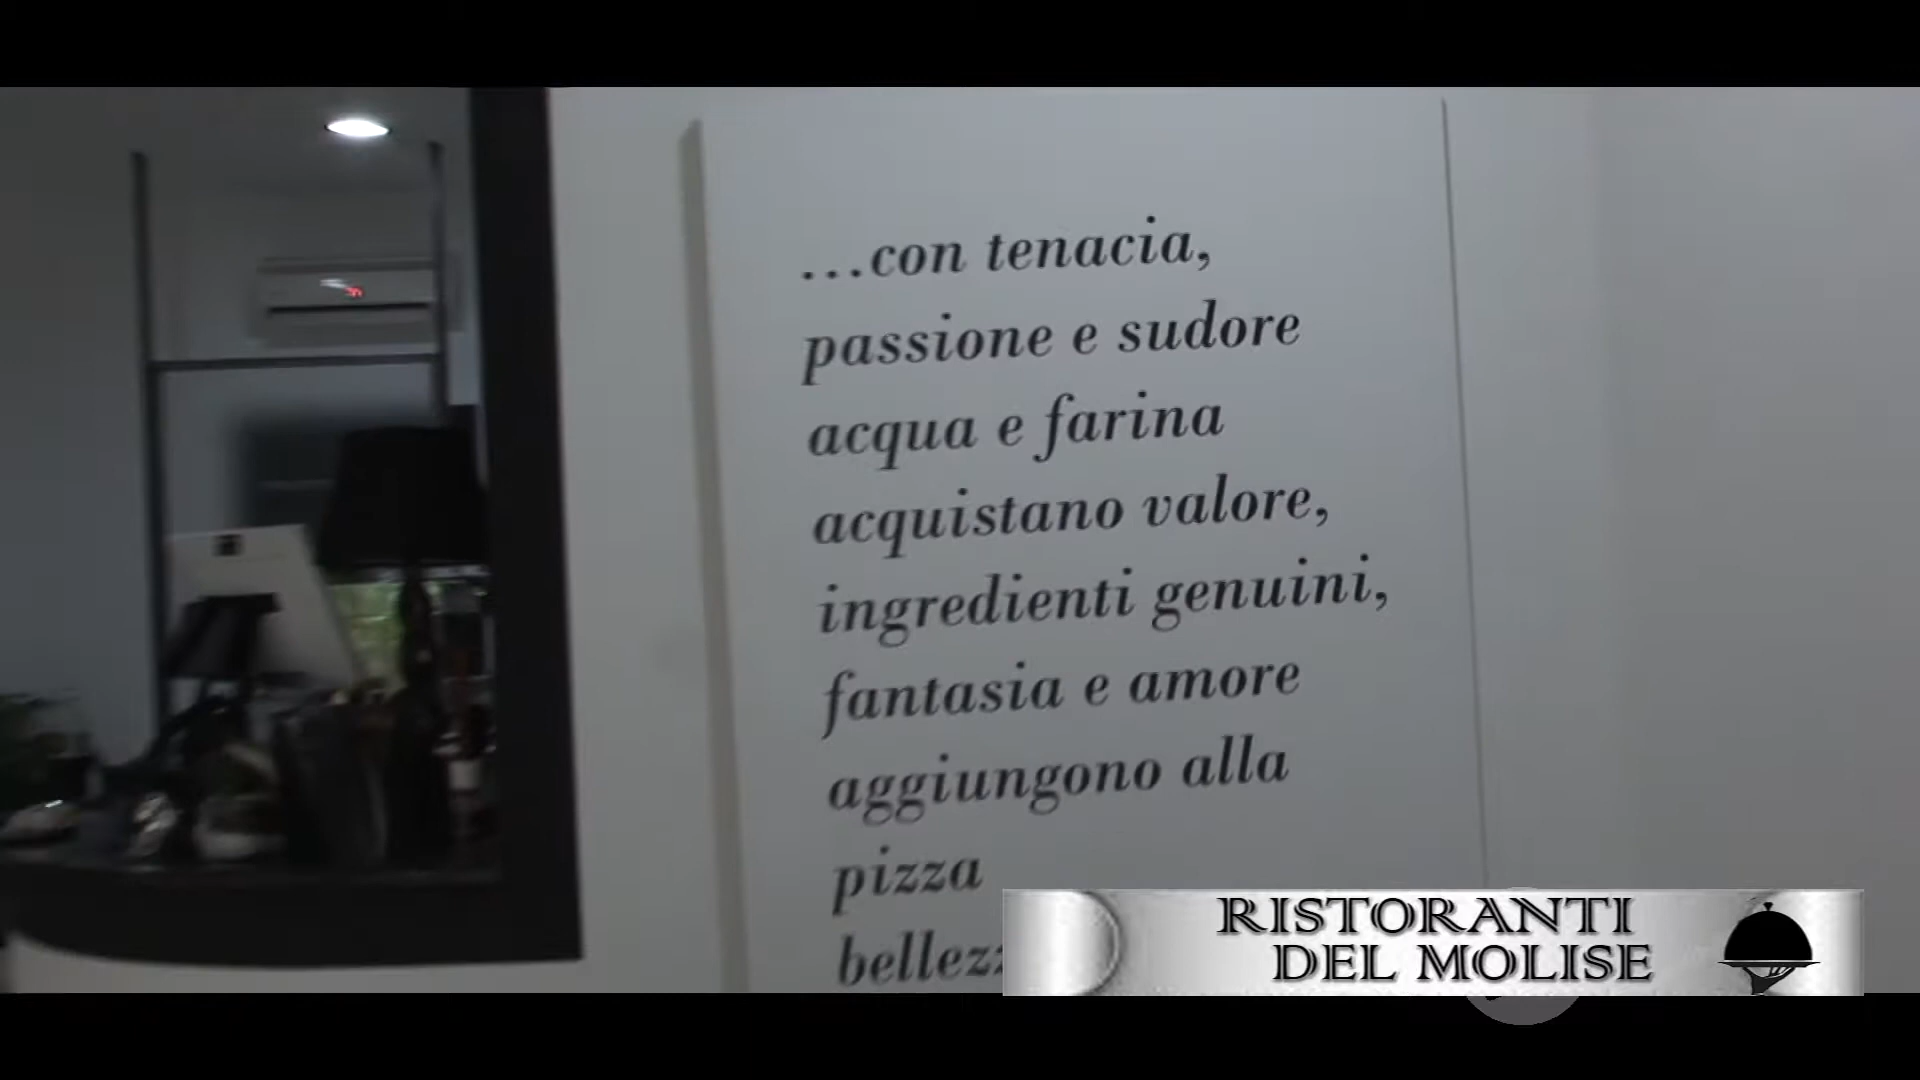 ...con tenacia,
passione e sudore
acqua e farina
acquistano valore,
ingredienti genuini,
fantasia e amore
aggiungono alla
pizza
RISTORANTI
DEL MOLISE